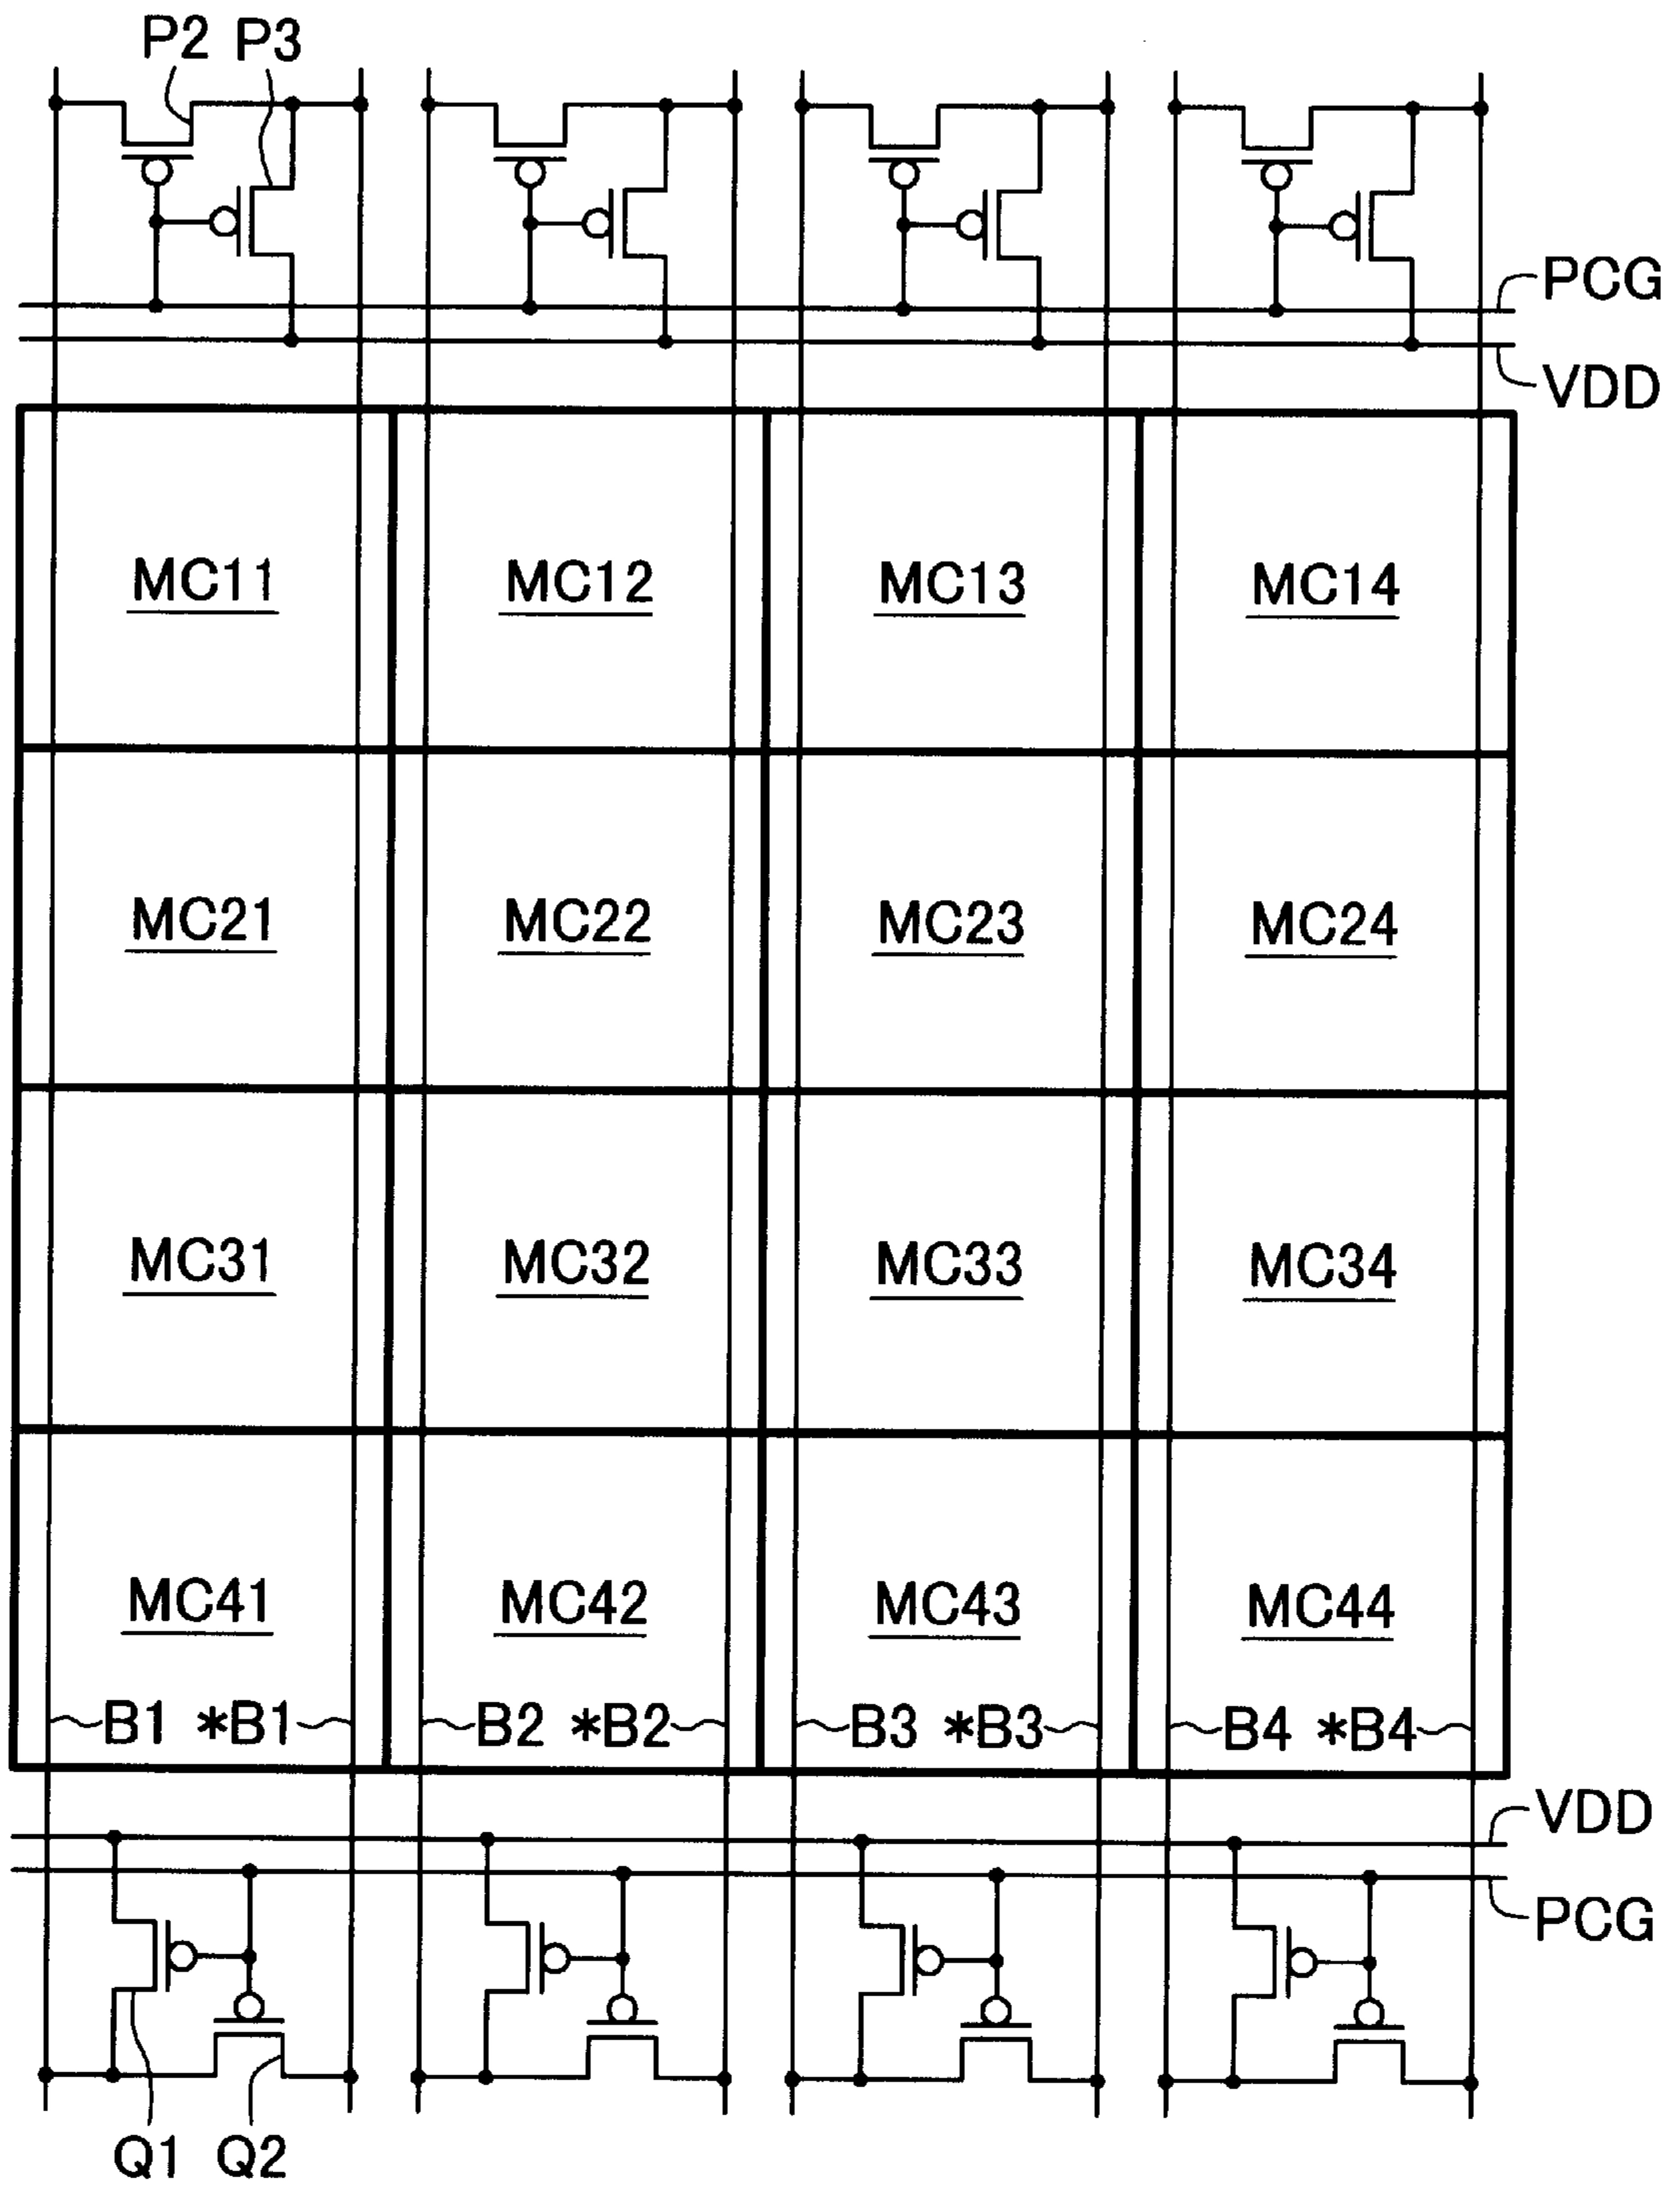 P2 P3
PCG
VDD
MC11 MC12 MC13 MC14
MC21 MC22 MC23 MC24
MC31 MC32 MC33 MC34
MC41 MC42 MC43 MC44
B1 *B1 B2 *B2 B3 *B3 B4 *B4
VDD
PCG
Q1 Q2